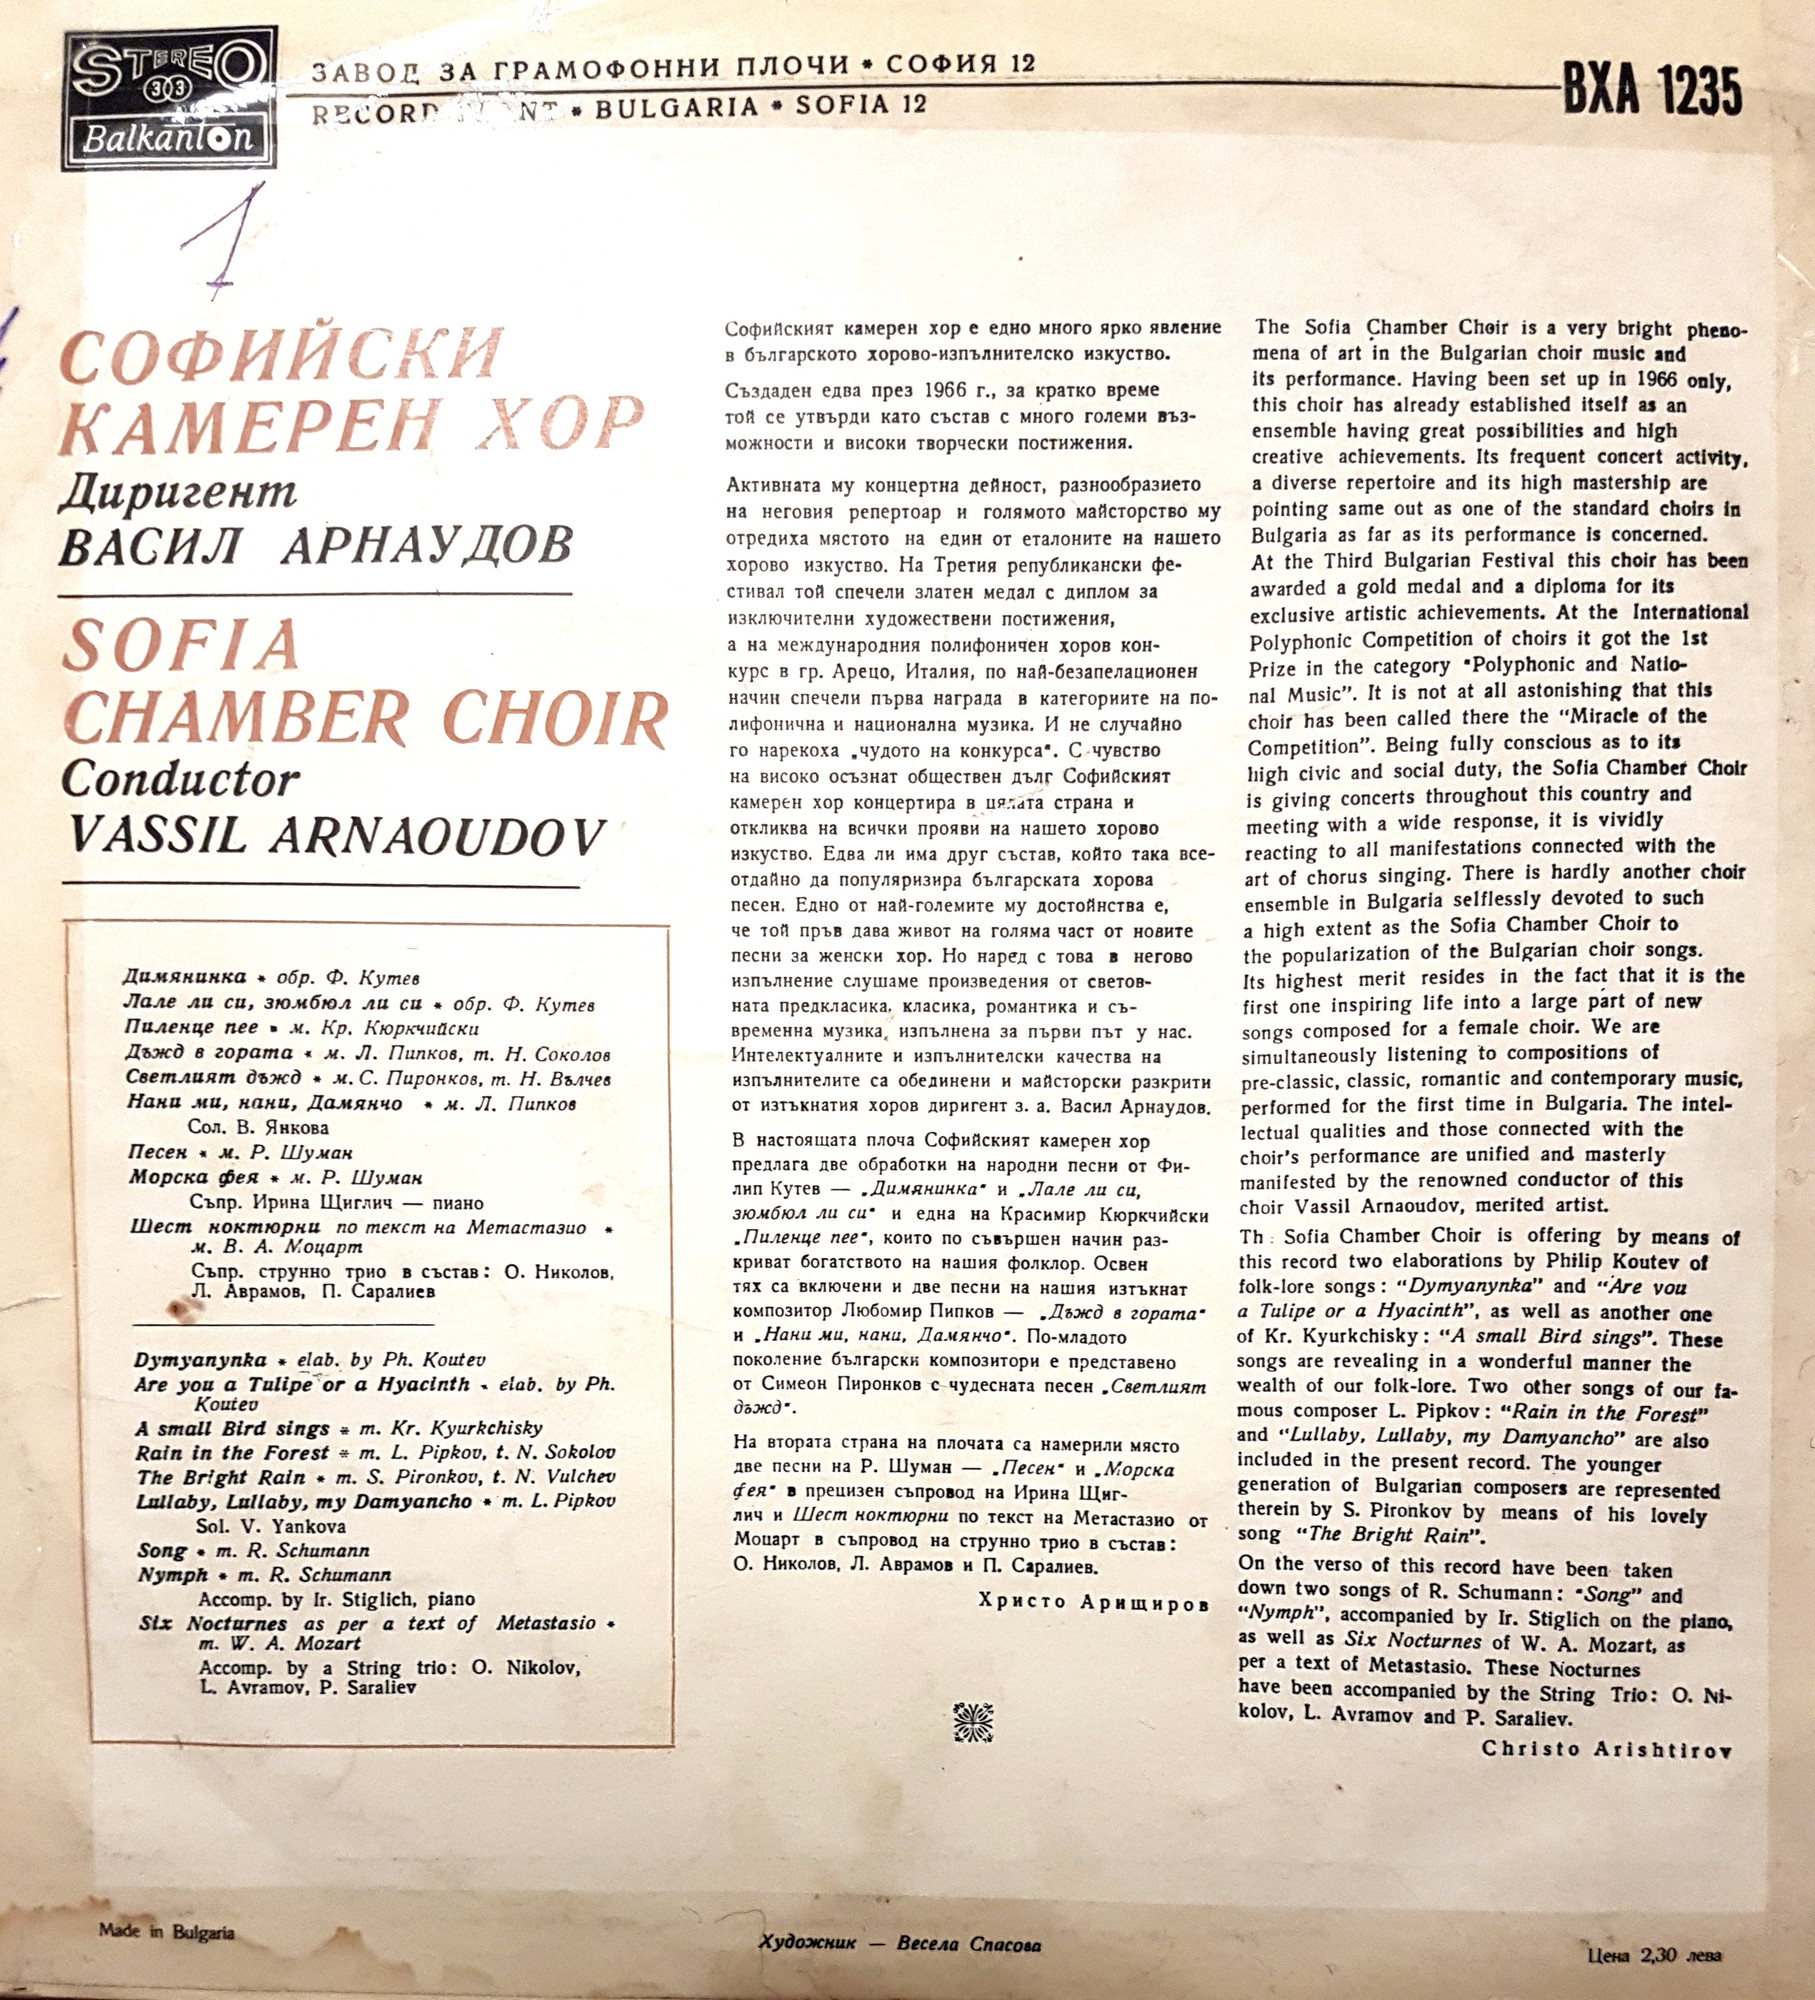 STEREO
33
Balkanton
ЗАВОД ЗА ГРАМОФОННИ ПЛОЧИ * СОФИЯ 12
RECORD * BULGARIA * SOFIA 12
ВХА 1235
1
СОФИЙСКИ
КАМЕРЕН ХОР
Диригент
ВАСИЛ АРНАУДОВ
SOFIA
CHAMBER CHOIR
Conductor
VASSIL ARNAOUDOV
Димянинка * обр. Ф. Кутев
Лале ли си, зюмбюл ли си * обр. Ф. Кутев
Пиленце пее * м. Кр. Кюркчийски
Дъжд в гората * м. Л. Пипков, т. Н. Соколов
Светлият дъжд * м. С. Пиронков, т. Н. Вълчев
Нани ми, нани, Дамянчо * м. Л. Пипков
Сол. В. Янкова
Песен * м. Р. Шуман
Морска фея * м. Р. Шуман
Съпр. Ирина Щиглич — пиано
Шест ноктюрни по текст на Метастазио *
м. В. А. Моцарт
Съпр. струнно трио в състав: О. Николов,
Л. Аврамов, П. Саралиев
Dymyanynka * elab. by Ph. Koutev
Are you a Tulipe or a Hyacinth * elab. by Ph.
Koutev
A small Bird sings * m. Kr. Kyurkchisky
Rain in the Forest * m. L. Pipkov, t. N. Sokolov
The Bright Rain * m. S. Pironkov, t. N. Vulchev
Lullaby, Lullaby, my Damyancho * m. L. Pipkov
Sol. V. Yankova
Song * m. R. Schumann
Nymph * m. R. Schumann
Accomp. by Ir. Stiglich, piano
Six Nocturnes as per a text of Metastasio *
m. W. A. Mozart
Accomp. by a String trio: O. Nikolov,
L. Avramov, P. Saraliev
Софийският камерен хор е едно много ярко явление
в българското хорово-изпълнителско изкуство.
Създаден едва през 1966 г., за кратко време
той се утвърди като състав с много големи въз-
можности и високи творчески постижения.
Активната му концертна дейност, разнообразието
на неговия репертоар и голямото майсторство му
отредиха мястото на един от еталоните на нашето
хорово изкуство. На Третия републикански фе-
стивал той спечели златен медал с диплом за
изключителни художествени постижения,
а на международния полифоничен хоров кон-
курс в гр. Арецо, Италия, по най-безапелационен
начин спечели първа награда в категориите на по-
лифонична и национална музика. И не случайно
го нарекоха „чудото на конкурса“. С чувство
на високо осъзнат обществен дълг Софийският
камерен хор концертира в цялата страна и
откликва на всички прояви на нашето хорово
изкуство. Едва ли има друг състав, който така все-
отдайно да популяризира българската хорова
песен. Едно от най-големите му достойнства е,
че той пръв дава живот на голяма част от новите
песни за женски хор. Но наред с това в негово
изпълнение слушаме произведения от светов-
ната предкласика, класика, романтика и съ-
временна музика, изпълнена за първи път у нас.
Интелектуалните и изпълнителски качества на
изпълнителите са обединени и майсторски разкрити
от изтъкнатия хоров диригент з. а. Васил Арнаудов.
В настоящата плоча Софийският камерен хор
предлага две обработки на народни песни от Фи-
лип Кутев — „Димянинка“ и „Лале ли си,
зюмбюл ли си“ и една на Красимир Кюркчийски
„Пиленце пее“, които по съвършен начин раз-
криват богатството на нашия фолклор. Освен
тях са включени и две песни на нашия изтъкнат
композитор Любомир Пипков — „Дъжд в гората“
и „Нани ми, нани, Дамянчо“. По-младото
поколение български композитори е представено
от Симеон Пиронков с чудесната песен „Светлият
дъжд“.
На втората страна на плочата са намерили място
две песни на Р. Шуман — „Песен“ и „Морска
фея“ в прецизен съпровод на Ирина Щиг-
лич и Шест ноктюрни по текст на Метастазио от
Моцарт в съпровод на струнно трио в състав:
О. Николов, Л. Аврамов и П. Саралиев.
Христо Арищиров
The Sofia Chamber Choir is a very bright pheno-
mena of art in the Bulgarian choir music and
its performance. Having been set up in 1966 only,
this choir has already established itself as an
ensemble having great possibilities and high
creative achievements. Its frequent concert activity,
a diverse repertoire and its high mastership are
pointing same out as one of the standard choirs in
Bulgaria as far as its performance is concerned.
At the Third Bulgarian Festival this choir has been
awarded a gold medal and a diploma for its
exclusive artistic achievements. At the International
Polyphonic Competition of choirs it got the 1st
Prize in the category “Polyphonic and Natio-
nal Music”. It is not at all astonishing that this
choir has been called there the “Miracle of the
Competition”. Being fully conscious as to its
high civic and social duty, the Sofia Chamber Choir
is giving concerts throughout this country and
meeting with a wide response, it is vividly
reacting to all manifestations connected with the
art of chorus singing. There is hardly another choir
ensemble in Bulgaria selflessly devoted to such
a high extent as the Sofia Chamber Choir to
the popularization of the Bulgarian choir songs.
Its highest merit resides in the fact that it is the
first one inspiring life into a large part of new
songs composed for a female choir. We are
simultaneously listening to compositions of
pre-classic, classic, romantic and contemporary music,
performed for the first time in Bulgaria. The intel-
lectual qualities and those connected with the
choir's performance are unified and masterly
manifested by the renowned conductor of this
choir Vassil Arnaoudov, merited artist.
Th Sofia Chamber Choir is offering by means of
this record two elaborations by Philip Koutev of
folk-lore songs: “Dymyanynka” and “Are you
a Tulipe or a Hyacinth”, as well as another one
of Kr. Kyurkchisky: “A small Bird sings”. These
songs are revealing in a wonderful manner the
wealth of our folk-lore. Two other songs of our fa-
mous composer L. Pipkov: “Rain in the Forest”
and “Lullaby, Lullaby, my Damyancho” are also
included in the present record. The younger
generation of Bulgarian composers are represented
therein by S. Pironkov by means of his lovely
song “The Bright Rain”.
On the verso of this record have been taken
down two songs of R. Schumann: “Song” and
“Nymph”, accompanied by Ir. Stiglich on the piano,
as well as Six Nocturnes of W. A. Mozart, as
per a text of Metastasio. These Nocturnes
have been accompanied by the String Trio: O. Ni-
kolov, L. Avramov and P. Saraliev.
Christo Arishtirov
Made in Bulgaria
Художник — Весела Спасова
Цена 2,30 лева